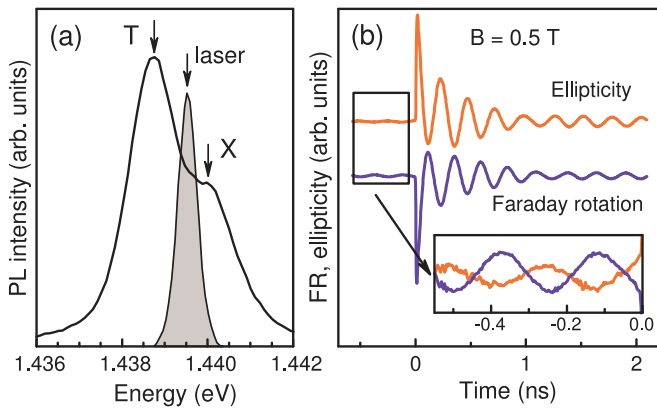 (a)
T
laser
X
PL intensity (arb. units)
1.436 1.438 1.440 1.442
Energy (eV)
(b)
B = 0.5 T
Ellipticity
Faraday rotation
FR, ellipticity (arb. units)
-0.4 -0.2 0.0
0 1 2
Time (ns)